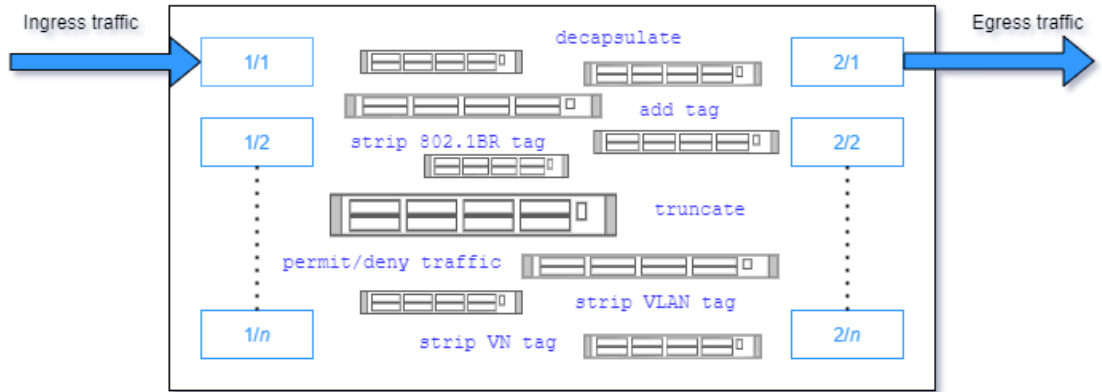 Ingress traffic
Egress traffic
decapsulate
1/1
2/1
add tag
1/2
strip 802.1BR tag
2/2
truncate
permit/deny traffic
strip VLAN tag
1/n
strip VN tag
2/n